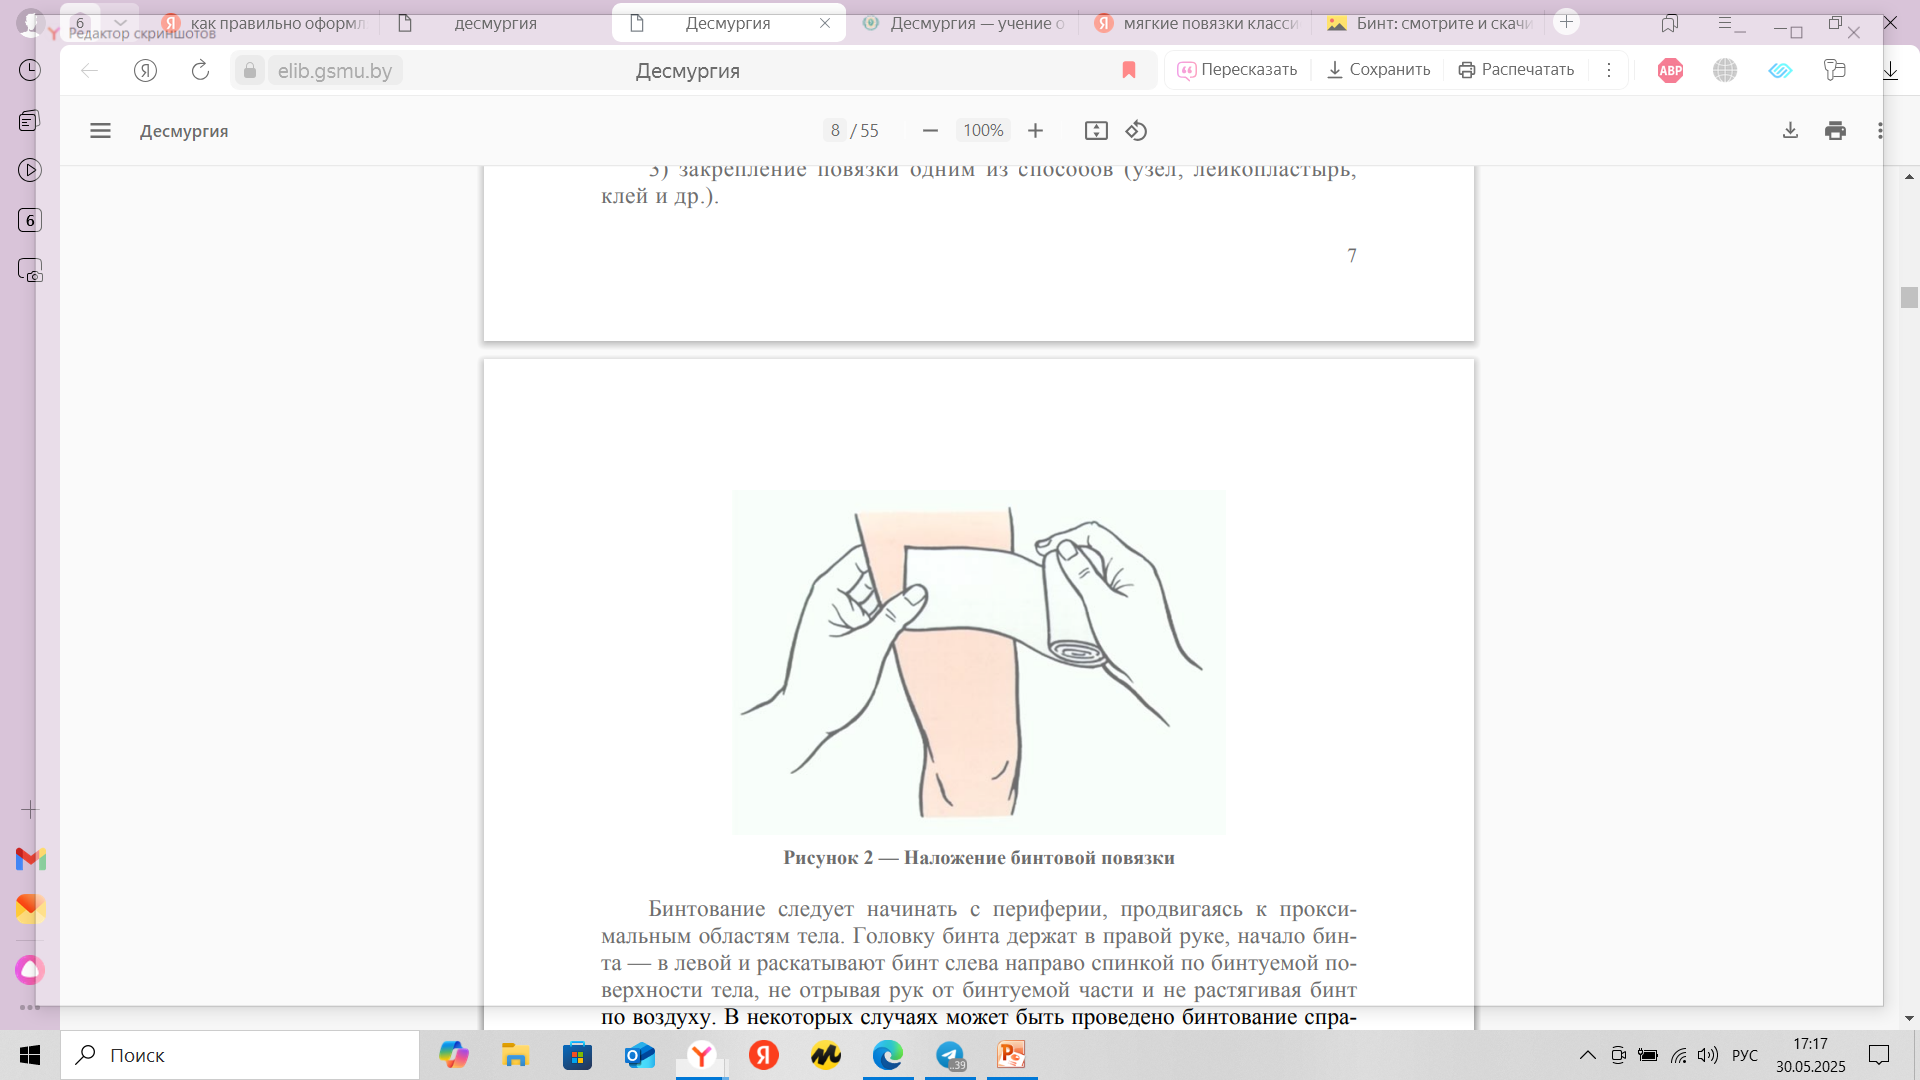 6
как правильно оформл
десмургия
Десмургия
Десмургия — учение о
мягкие повязки класси
Бинт: смотрите и скачи
Редактор скриншотов
elib.gsmu.by
Десмургия
Пересказать
Сохранить
Распечатать
ABP
Десмургия
8 / 55
100%
6
3) закрепление повязки одним из способов (узел, лейкопластырь,
клей и др.).
7
Рисунок 2 — Наложение бинтовой повязки
Бинтование следует начинать с периферии, продвигаясь к прокси-
мальным областям тела. Головку бинта держат в правой руке, начало бин-
та — в левой и раскатывают бинт слева направо спинкой по бинтуемой по-
верхности тела, не отрывая рук от бинтуемой части и не растягивая бинт
по воздуху. В некоторых случаях может быть проведено бинтование спра-
Поиск
РУС
17:17
30.05.2025